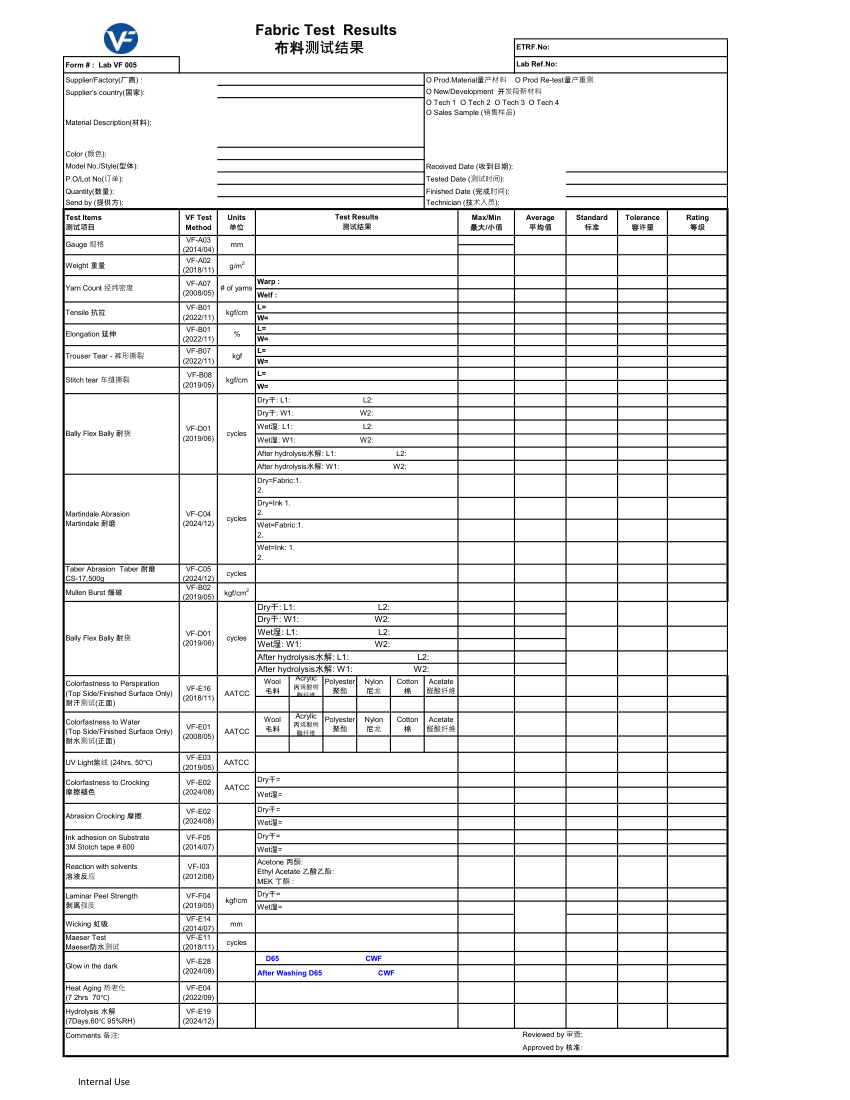 VF
Fabric Test  Results
布料测试结果
ETRF.No:
Form # :  Lab VF 005
Lab Ref.No:
Supplier/Factory(厂商) :
O Prod.Material量产材料    O Prod Re-test量产重测
Supplier's country(国家):
O New/Development  开发段新材料
O Tech 1  O Tech 2  O Tech 3  O Tech 4
O Sales Sample (销售样品)
Material Description(材料):
Color (颜色):
Model No./Style(型体):
Received Date (收到日期):
P.O/Lot No(订单):
Tested Date (测试时间):
Quantity(数量):
Finished Date (完成时间):
Send by (提供方):
Technician (技术人员):
Test Items VF Test Units Test Results Max/Min Average Standard Tolerance Rating
测试项目 Method 单位 测试结果 最大/小值 平均值 标准 容许量 等级
Gauge 规格 VF-A03 mm
(2014/04)
Weight 重量 VF-A02 g/m2
(2018/11)
Yarn Count 经纬密度 VF-A07 # of yarns Warp :
(2008/05) Welf :
Tensile 抗拉 VF-B01 kgf/cm L=
(2022/11) W=
Elongation 延伸 VF-B01 % L=
(2022/11) W=
Trouser Tear - 裤形撕裂 VF-B07 kgf L=
(2022/11) W=
Stitch tear 车缝撕裂 VF-B08 kgf/cm L=
(2019/05) W=
Bally Flex Bally 耐挠 VF-D01 (2019/06) cycles
Dry干: L1: L2:
Dry干: W1: W2:
Wet湿: L1: L2:
Wet湿: W1: W2:
After hydrolysis水解: L1: L2:
After hydrolysis水解: W1: W2:
Martindale Abrasion VF-C04 cycles
Martindale 耐磨 (2024/12)
Dry=Fabric:1.
2.
Dry=Ink 1.
2.
Wet=Fabric:1.
2.
Wet=Ink: 1.
2.
Taber Abrasion  Taber 耐磨 VF-C05 cycles
CS-17,500g (2024/12)
Mullen Burst 爆破 VF-B02 kgf/cm2
(2019/05)
Bally Flex Bally 耐挠 VF-D01 (2019/06) cycles
Dry干: L1: L2:
Dry干: W1: W2:
Wet湿: L1: L2:
Wet湿: W1: W2:
After hydrolysis水解: L1: L2:
After hydrolysis水解: W1: W2:
Colorfastness to Perspiration VF-E16 AATCC Wool Acrylic Polyester Nylon Cotton Acetate
(Top Side/Finished Surface Only) (2018/11) 毛料 丙烯酸树脂纤维 聚酯 尼龙 棉 醛酸纤维
耐汗测试(正面)
Colorfastness to Water VF-E01 AATCC Wool Acrylic Polyester Nylon Cotton Acetate
(Top Side/Finished Surface Only) (2008/05) 毛料 丙烯酸树脂纤维 聚酯 尼龙 棉 醛酸纤维
耐水测试(正面)
UV Light紫线 (24hrs, 50℃) VF-E03 AATCC
(2019/05)
Colorfastness to Crocking VF-E02 AATCC Dry干=
摩擦褪色 (2024/08) Wet湿=
Abrasion Crocking 摩擦 VF-E02 Dry干=
(2024/08) Wet湿=
Ink adhesion on Substrate VF-F05 Dry干=
3M Stotch tape # 600 (2014/07) Wet湿=
Reaction with solvents VF-I03 Acetone 丙酮:
溶液反应 (2012/08) Ethyl Acetate 乙酸乙酯:
MEK 丁酮 :
Laminar Peel Strength VF-F04 kgf/cm Dry干=
剥离强度 (2019/05) Wet湿=
Wicking 虹吸 VF-E14 mm
(2014/07)
Maeser Test VF-E11 cycles
Maeser防水测试 (2018/11)
Glow in the dark VF-E28 D65 CWF
(2024/08) After Washing D65 CWF
Heat Aging 热老化 VF-E04
(7 2hrs  70℃) (2022/09)
Hydrolysis 水解 VF-E19
(7Days,60℃ 95%RH) (2024/12)
Comments 备注: Reviewed by 审查:
Approved by 核准:
Internal Use